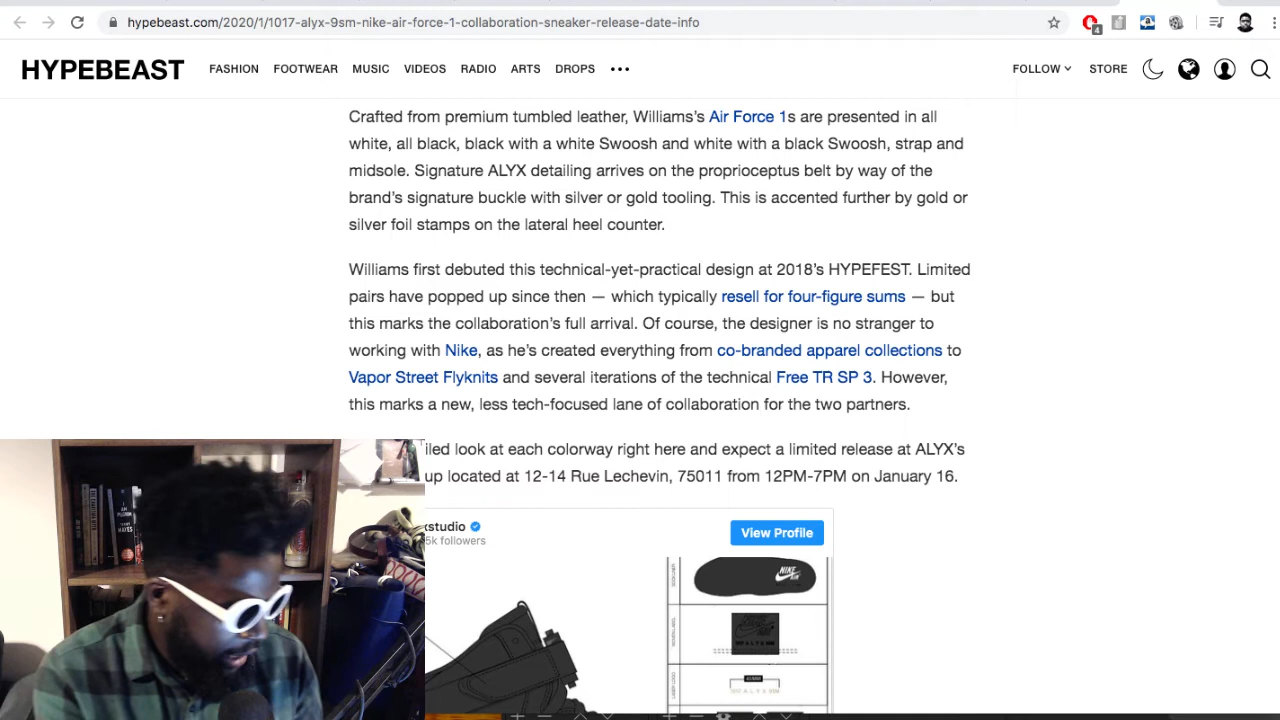 hypebeast.com/2020/1/1017-alyx-9sm-nike-air-force-1-collaboration-sneaker-release-date-info
4
HYPEBEAST FASHION FOOTWEAR MUSIC VIDEOS RADIO ARTS DROPS ••• FOLLOW STORE
Crafted from premium tumbled leather, Williams’s Air Force 1s are presented in all
white, all black, black with a white Swoosh and white with a black Swoosh, strap and
midsole. Signature ALYX detailing arrives on the proprioceptus belt by way of the
brand’s signature buckle with silver or gold tooling. This is accented further by gold or
silver foil stamps on the lateral heel counter.
Williams first debuted this technical-yet-practical design at 2018’s HYPEFEST. Limited
pairs have popped up since then — which typically resell for four-figure sums — but
this marks the collaboration’s full arrival. Of course, the designer is no stranger to
working with Nike, as he’s created everything from co-branded apparel collections to
Vapor Street Flyknits and several iterations of the technical Free TR SP 3. However,
this marks a new, less tech-focused lane of collaboration for the two partners.
iled look at each colorway right here and expect a limited release at ALYX’s
up located at 12-14 Rue Lechevin, 75011 from 12PM-7PM on January 16.
xstudio
5k followers
View Profile
NIKE
AIR